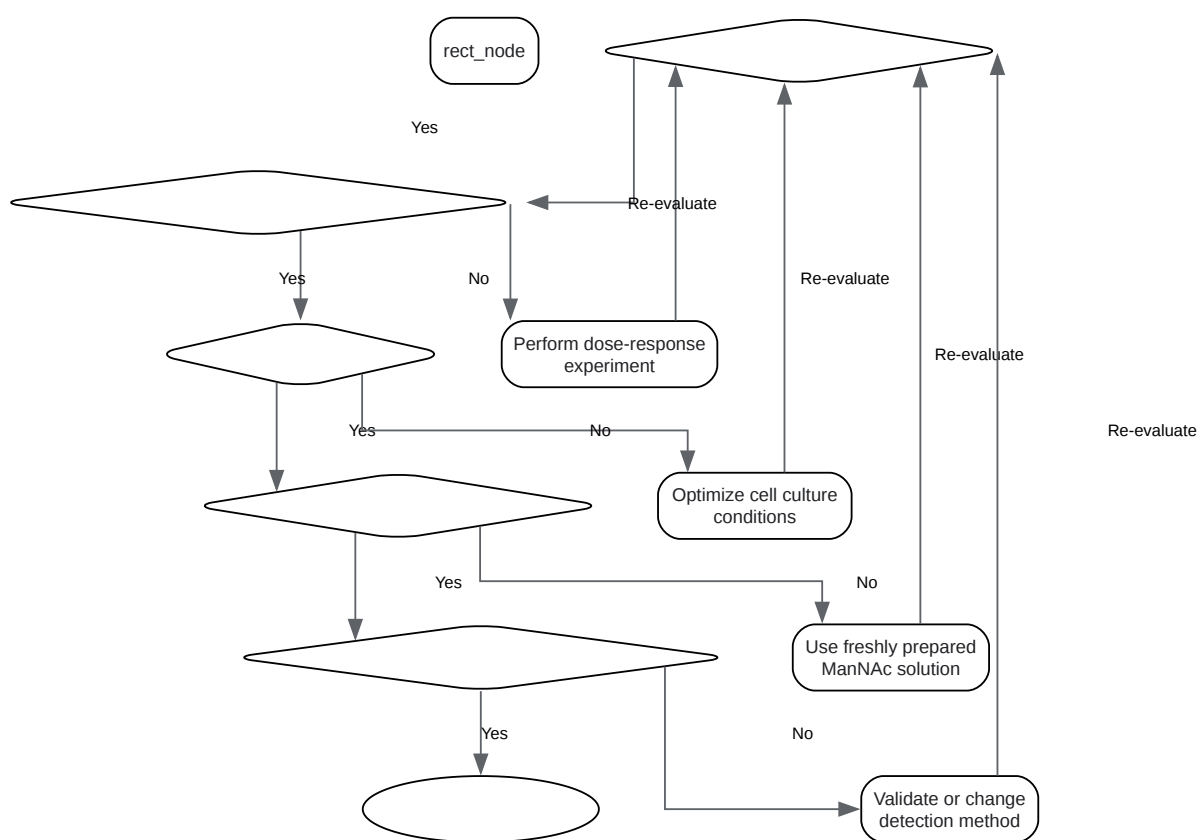 rect_node
Yes
Re-evaluate
Yes
No
Re-evaluate
Perform dose-response
experiment
Re-evaluate
Yes
No
Re-evaluate
Optimize cell culture
conditions
Yes
No
Use freshly prepared
ManNAc solution
Yes
No
Validate or change
detection method